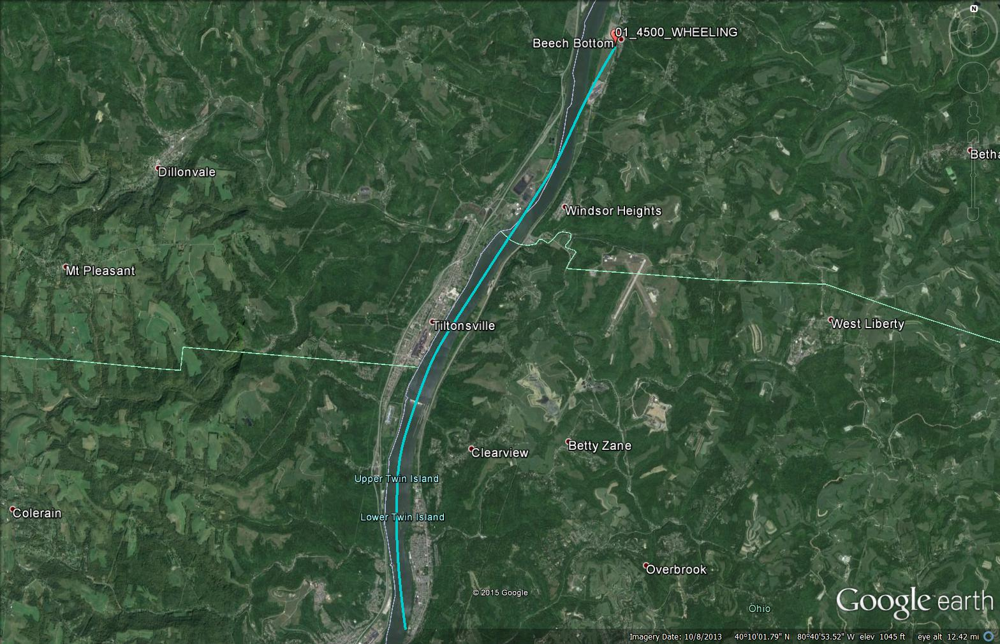 N
01_4500_WHEELING
Beech Bottom
Betha
Dillonvale
Windsor Heights
Mt Pleasant
West Liberty
Tiltonsville
Betty Zane
Clearview
Upper Twin Island
Colerain
Lower Twin Island
Overbrook
© 2015 Google
Google earth
Ohio
Imagery Date: 10/8/2013 40°10'01.79" N 80°40'53.52" W elev 1045 ft eye alt 12.42 mi